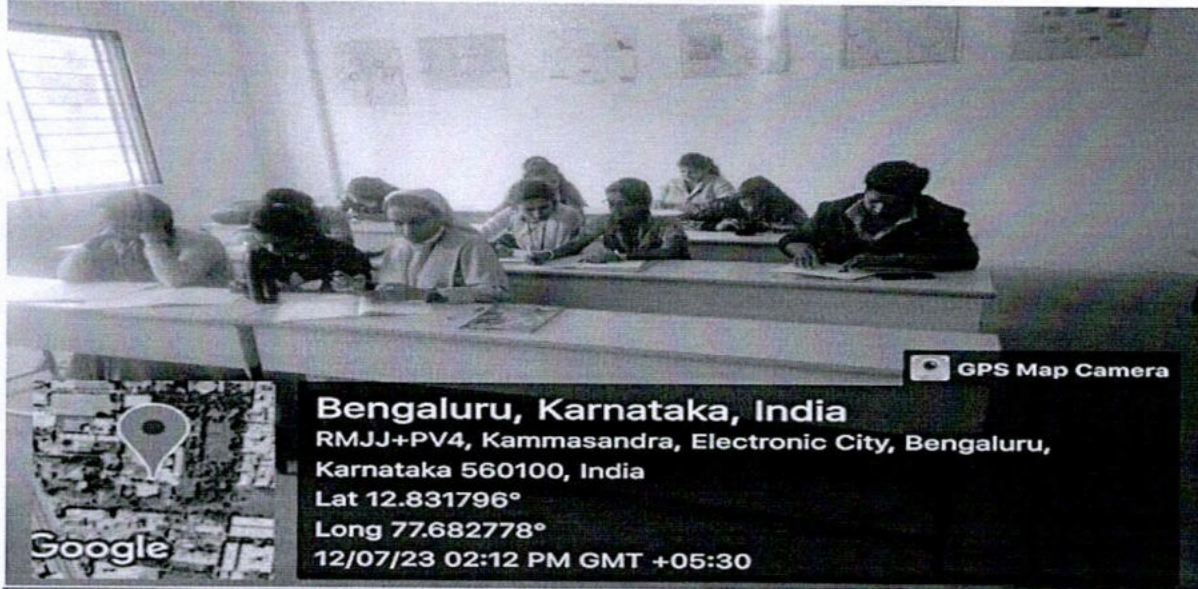 GPS Map Camera
Bengaluru, Karnataka, India
RMJJ+PV4, Kammasandra, Electronic City, Bengaluru,
Karnataka 560100, India
Lat 12.831796°
Long 77.682778°
12/07/23 02:12 PM GMT +05:30
Google